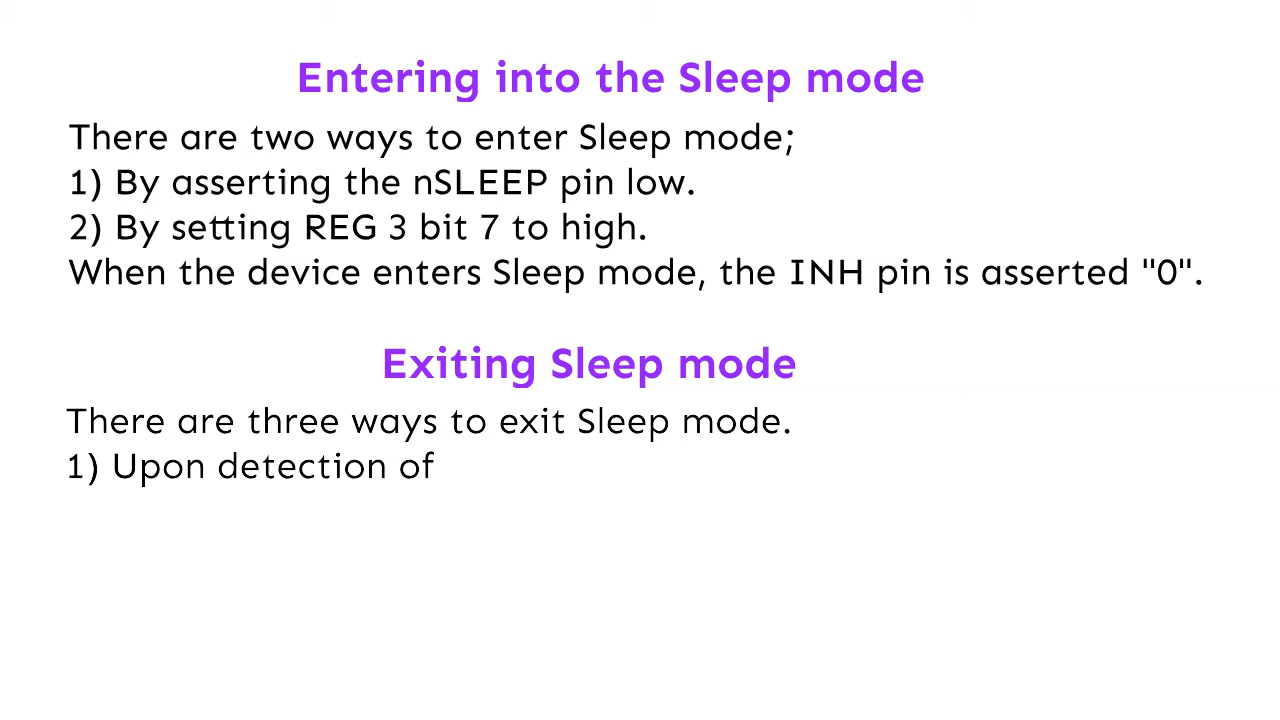 Entering into the Sleep mode
There are two ways to enter Sleep mode;
1) By asserting the nSLEEP pin low.
2) By setting REG 3 bit 7 to high.
When the device enters Sleep mode, the INH pin is asserted "0".
Exiting Sleep mode
There are three ways to exit Sleep mode.
1) Upon detection of